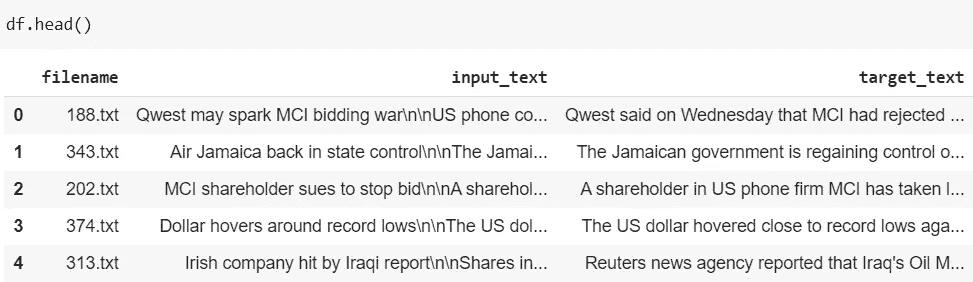 df.head()
filename input_text target_text
0 188.txt Qwest may spark MCI bidding war\n\nUS phone co... Qwest said on Wednesday that MCI had rejected ...
1 343.txt Air Jamaica back in state control\n\nThe Jamai... The Jamaican government is regaining control o...
2 202.txt MCI shareholder sues to stop bid\n\nA sharehol... A shareholder in US phone firm MCI has taken l...
3 374.txt Dollar hovers around record lows\n\nThe US dol... The US dollar hovered close to record lows aga...
4 313.txt Irish company hit by Iraqi report\n\nShares in... Reuters news agency reported that Iraq's Oil M...